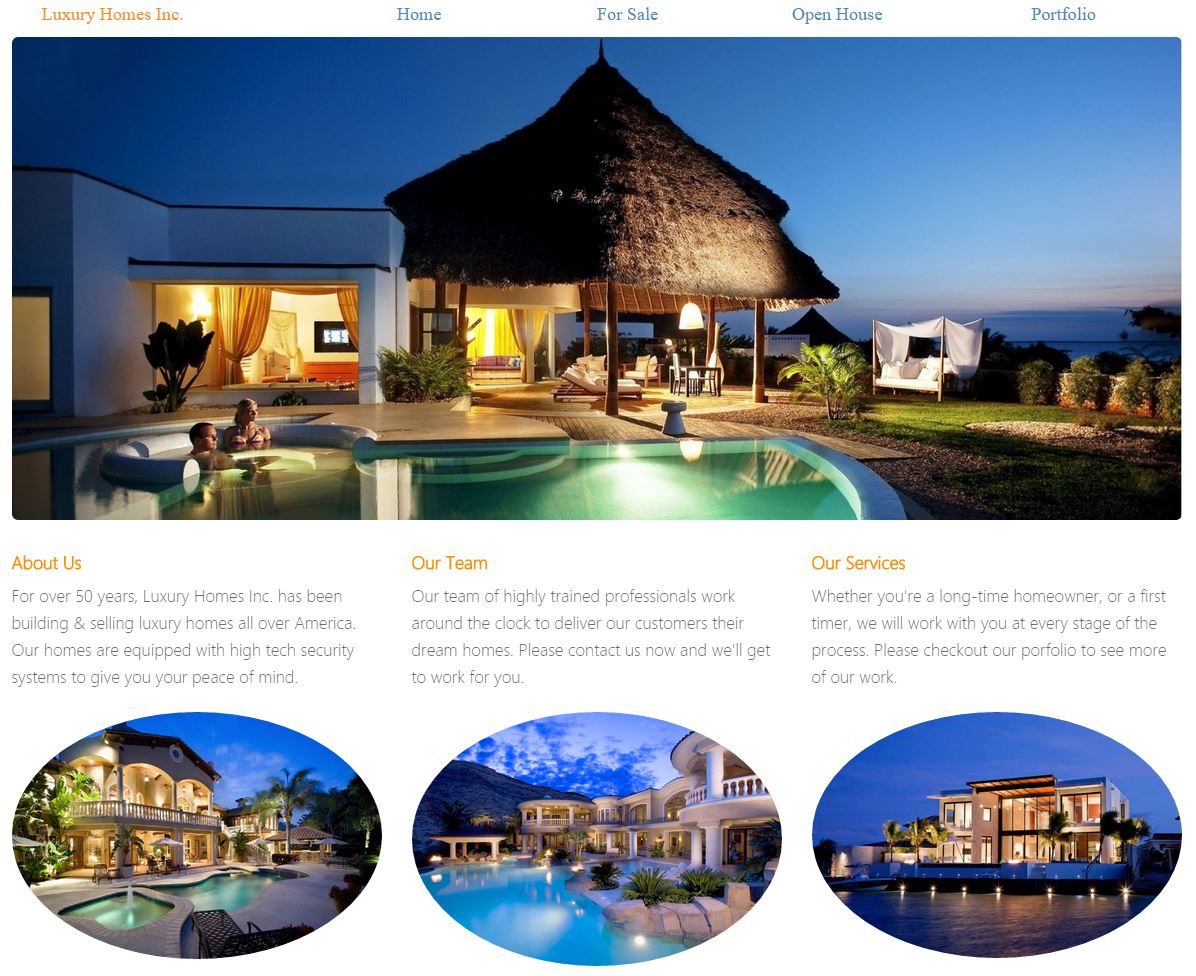 Luxury Homes Inc. Home For Sale Open House Portfolio
About Us
For over 50 years, Luxury Homes Inc. has been
building & selling luxury homes all over America.
Our homes are equipped with high tech security
systems to give you your peace of mind.
Our Team
Our team of highly trained professionals work
around the clock to deliver our customers their
dream homes. Please contact us now and we'll get
to work for you.
Our Services
Whether you're a long-time homeowner, or a first
timer, we will work with you at every stage of the
process. Please checkout our porfolio to see more
of our work.